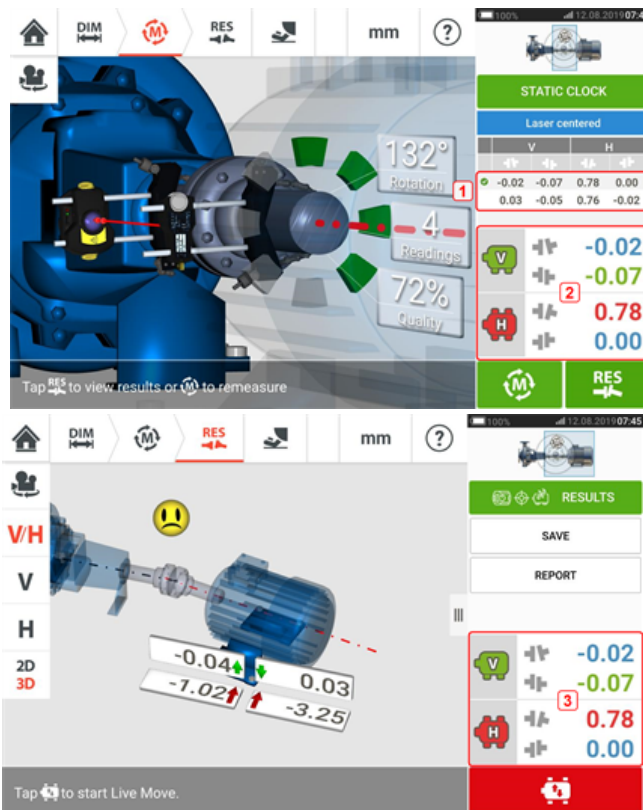 DIM
RES
mm
?
100% 12.08.2019 07:4
STATIC CLOCK
Laser centered
V H
132°
Rotation
1
-0.02 -0.07 0.78 0.00
0.03 -0.05 0.76 -0.02
4
Readings
72%
Quality
V
-0.02
-0.07
2
H
0.78
0.00
Tap RES to view results or M to remeasure
M
RES
DIM
M
RES
mm
?
100% 12.08.2019 07:45
V/H
V
H
2D
3D
RESULTS
SAVE
REPORT
-0.04 0.03
-1.02 -3.25
V
-0.02
-0.07
3
H
0.78
0.00
Tap to start Live Move.